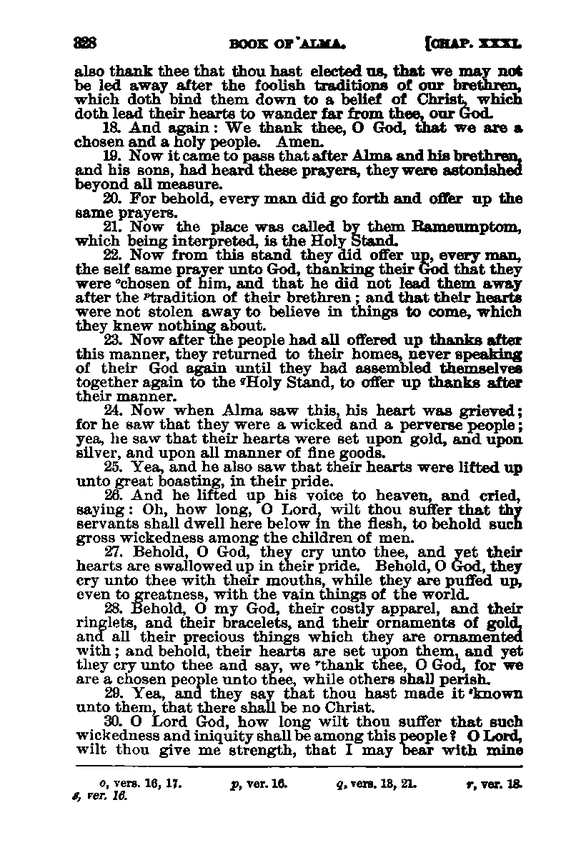 328 BOOK OF ALMA. [CHAP. XXXI.
also thank thee that thou hast elected us, that we may not
be led away after the foolish traditions of our brethren,
which doth bind them down to a belief of Christ, which
doth lead their hearts to wander far from thee, our God.
18. And again: We thank thee, O God, that we are a
chosen and a holy people. Amen.
19. Now it came to pass that after Alma and his brethren,
and his sons, had heard these prayers, they were astonished
beyond all measure.
20. For behold, every man did go forth and offer up the
same prayers.
21. Now the place was called by them Rameumptom,
which being interpreted, is the Holy Stand.
22. Now from this stand they did offer up, every man,
the self same prayer unto God, thanking their God that they
were ºchosen of him, and that he did not lead them away
after the ᵖtradition of their brethren; and that their hearts
were not stolen away to believe in things to come, which
they knew nothing about.
23. Now after the people had all offered up thanks after
this manner, they returned to their homes, never speaking
of their God again until they had assembled themselves
together again to the qHoly Stand, to offer up thanks after
their manner.
24. Now when Alma saw this, his heart was grieved;
for he saw that they were a wicked and a perverse people;
yea, he saw that their hearts were set upon gold, and upon
silver, and upon all manner of fine goods.
25. Yea, and he also saw that their hearts were lifted up
unto great boasting, in their pride.
26. And he lifted up his voice to heaven, and cried,
saying: Oh, how long, O Lord, wilt thou suffer that thy
servants shall dwell here below in the flesh, to behold such
gross wickedness among the children of men.
27. Behold, O God, they cry unto thee, and yet their
hearts are swallowed up in their pride. Behold, O God, they
cry unto thee with their mouths, while they are puffed up,
even to greatness, with the vain things of the world.
28. Behold, O my God, their costly apparel, and their
ringlets, and their bracelets, and their ornaments of gold,
and all their precious things which they are ornamented
with; and behold, their hearts are set upon them, and yet
they cry unto thee and say, we ʳthank thee, O God, for we
are a chosen people unto thee, while others shall perish.
29. Yea, and they say that thou hast made it ˢknown
unto them, that there shall be no Christ.
30. O Lord God, how long wilt thou suffer that such
wickedness and iniquity shall be among this people? O Lord,
wilt thou give me strength, that I may bear with mine
o, vers. 16, 17. p, ver. 16. q, vers. 13, 21. r, ver. 18.
s, ver. 16.